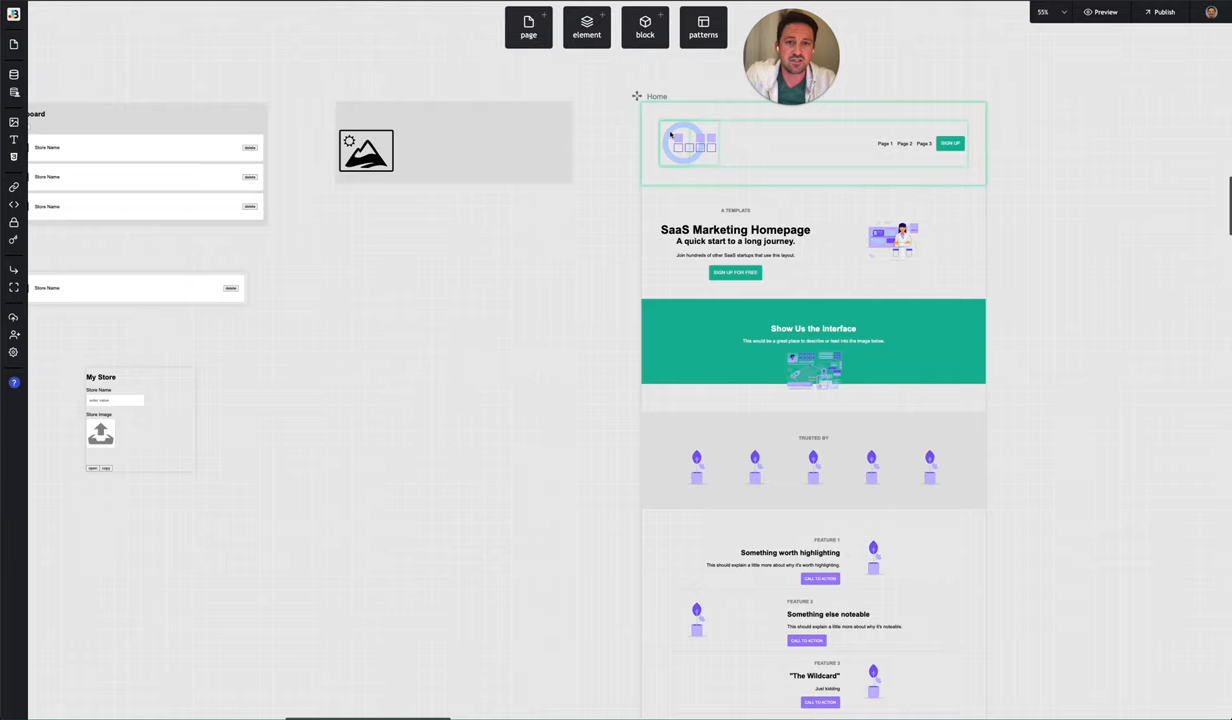 page
element
block
patterns
55%
Preview
Publish
board
Store Name
delete
Store Name
delete
Store Name
delete
Store Name
delete
My Store
Store Name
enter value
Store Image
open
copy
Home
Page 1
Page 2
Page 3
SIGN UP
A TEMPLATE
SaaS Marketing Homepage
A quick start to a long journey.
Join hundreds of other SaaS startups that use this layout.
SIGN UP FOR FREE
Show Us the Interface
This would be a great place to describe or lead into the image below.
TRUSTED BY
FEATURE 1
Something worth highlighting
This should explain a little more about why it's worth highlighting.
CALL TO ACTION
FEATURE 2
Something else noteable
This should explain a little more about why it's noteable.
CALL TO ACTION
FEATURE 3
"The Wildcard"
Just kidding
CALL TO ACTION